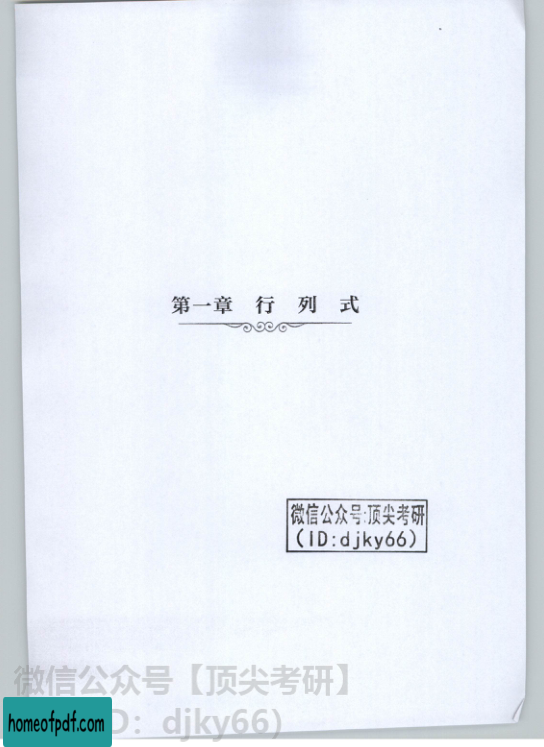 第一章 行 列 式
微信公众号:顶尖考研
(ID:djky66)
微信公众号【顶尖考研】
homeofpdf.com
D: djky66)